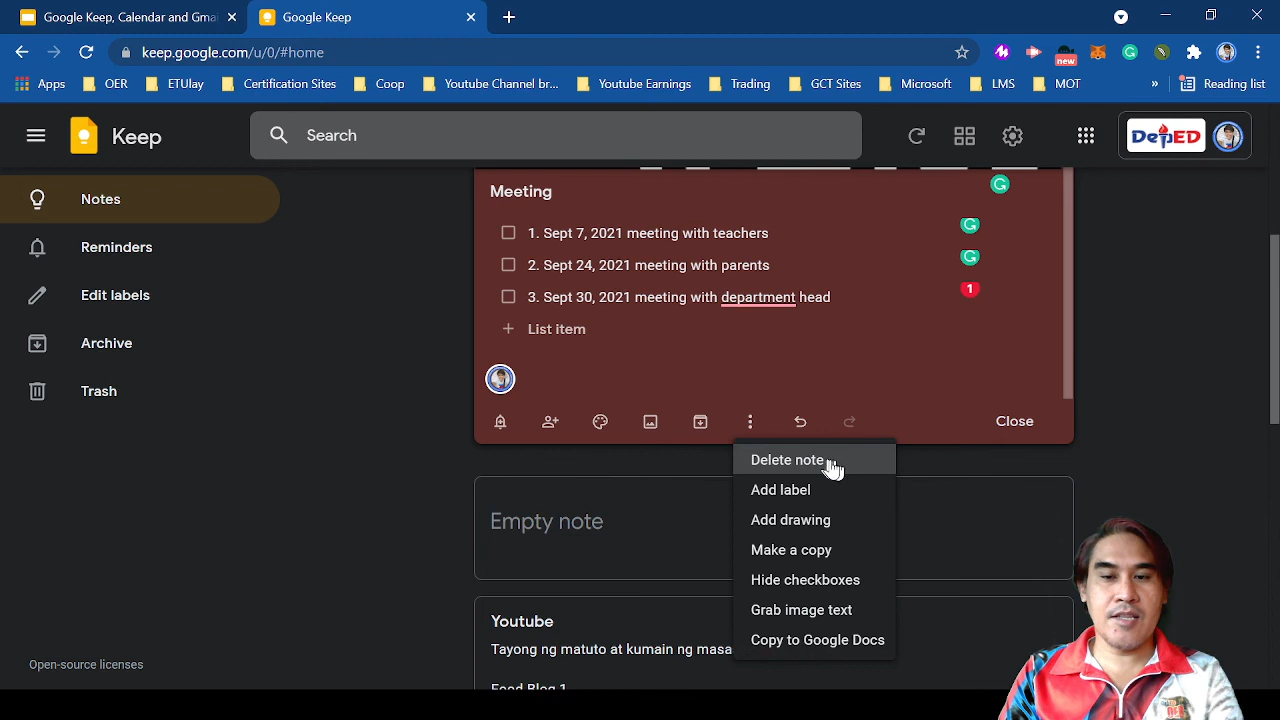 Google Keep, Calendar and Gma
Google Keep
keep.google.com/u/0/#home
new
Apps
OER
ETUlay
Certification Sites
Coop
Youtube Channel br...
Youtube Earnings
Trading
GCT Sites
Microsoft
LMS
MOT
»
Reading list
Keep
Search
DepED
Notes
Reminders
Edit labels
Archive
Trash
Open-source licenses
Meeting
1. Sept 7, 2021 meeting with teachers
2. Sept 24, 2021 meeting with parents
3. Sept 30, 2021 meeting with department head
1
+ List item
Close
Delete note
Add label
Add drawing
Make a copy
Hide checkboxes
Grab image text
Copy to Google Docs
Empty note
Youtube
Tayong ng matuto at kumain ng masa